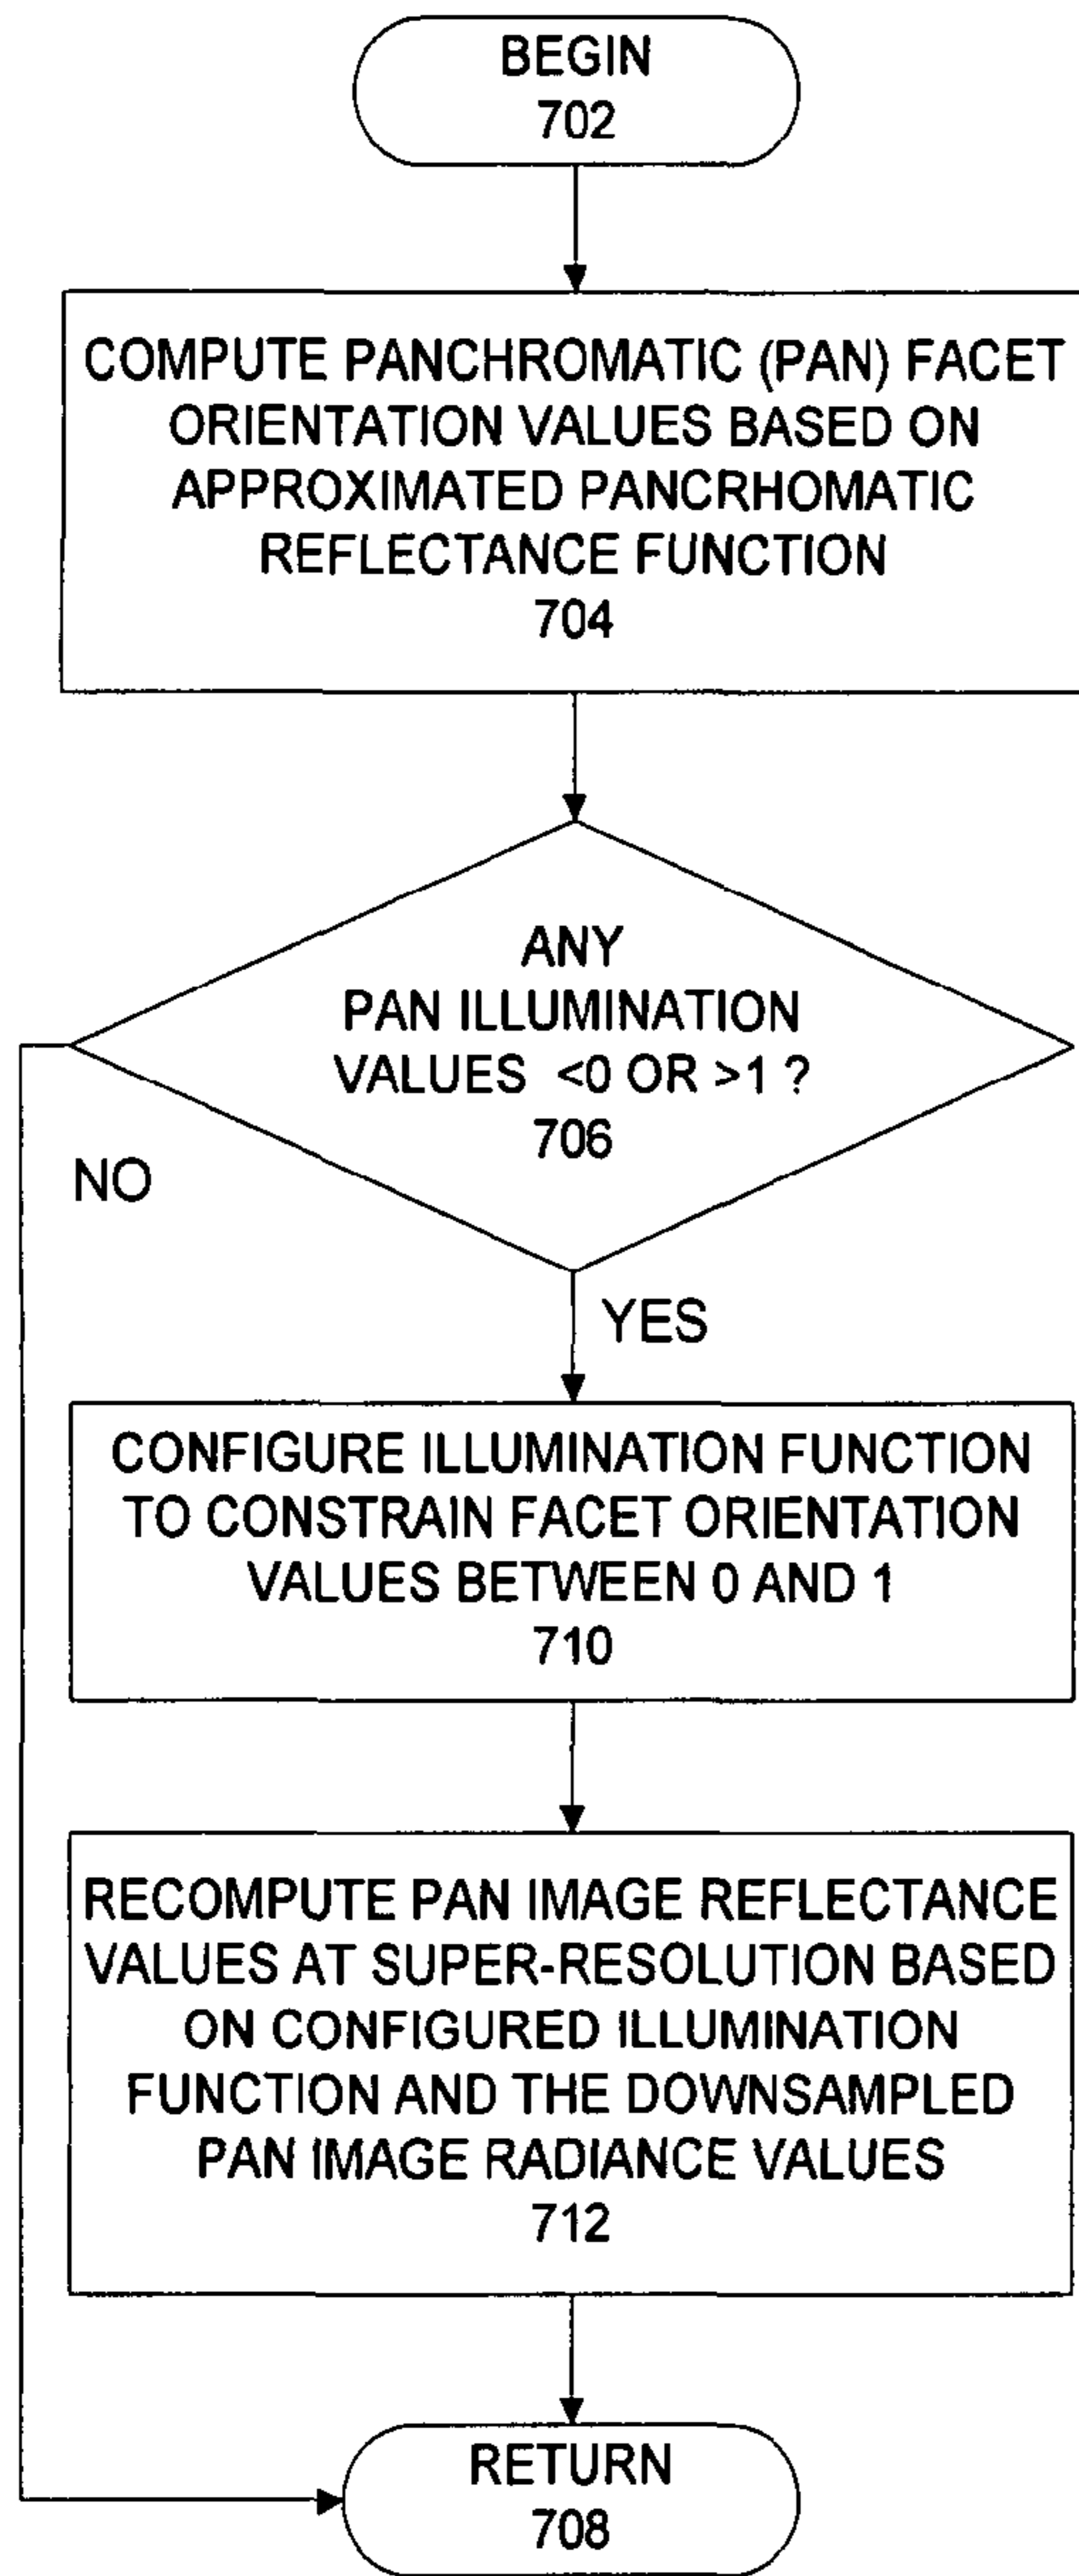 BEGIN
702
COMPUTE PANCHROMATIC (PAN) FACET
ORIENTATION VALUES BASED ON
APPROXIMATED PANCRHOMATIC
REFLECTANCE FUNCTION
704
ANY
PAN ILLUMINATION
VALUES <0 OR >1 ?
706
NO
YES
CONFIGURE ILLUMINATION FUNCTION
TO CONSTRAIN FACET ORIENTATION
VALUES BETWEEN 0 AND 1
710
RECOMPUTE PAN IMAGE REFLECTANCE
VALUES AT SUPER-RESOLUTION BASED
ON CONFIGURED ILLUMINATION
FUNCTION AND THE DOWNSAMPLED
PAN IMAGE RADIANCE VALUES
712
RETURN
708